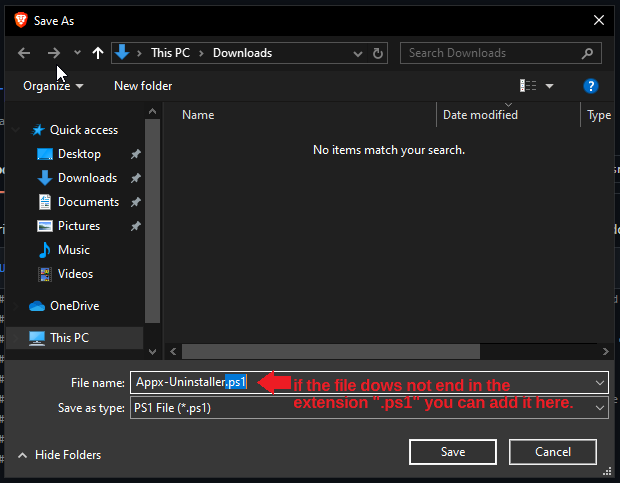 Save As
This PC
Downloads
Search Downloads
Organize
New folder
?
Name
Date modified
Type
No items match your search.
Quick access
Desktop
Downloads
Documents
Pictures
Music
Videos
OneDrive
This PC
File name:
Appx-Uninstaller.ps1
if the file dows not end in the
extension ".ps1" you can add it here.
Save as type:
PS1 File (*.ps1)
Hide Folders
Save
Cancel